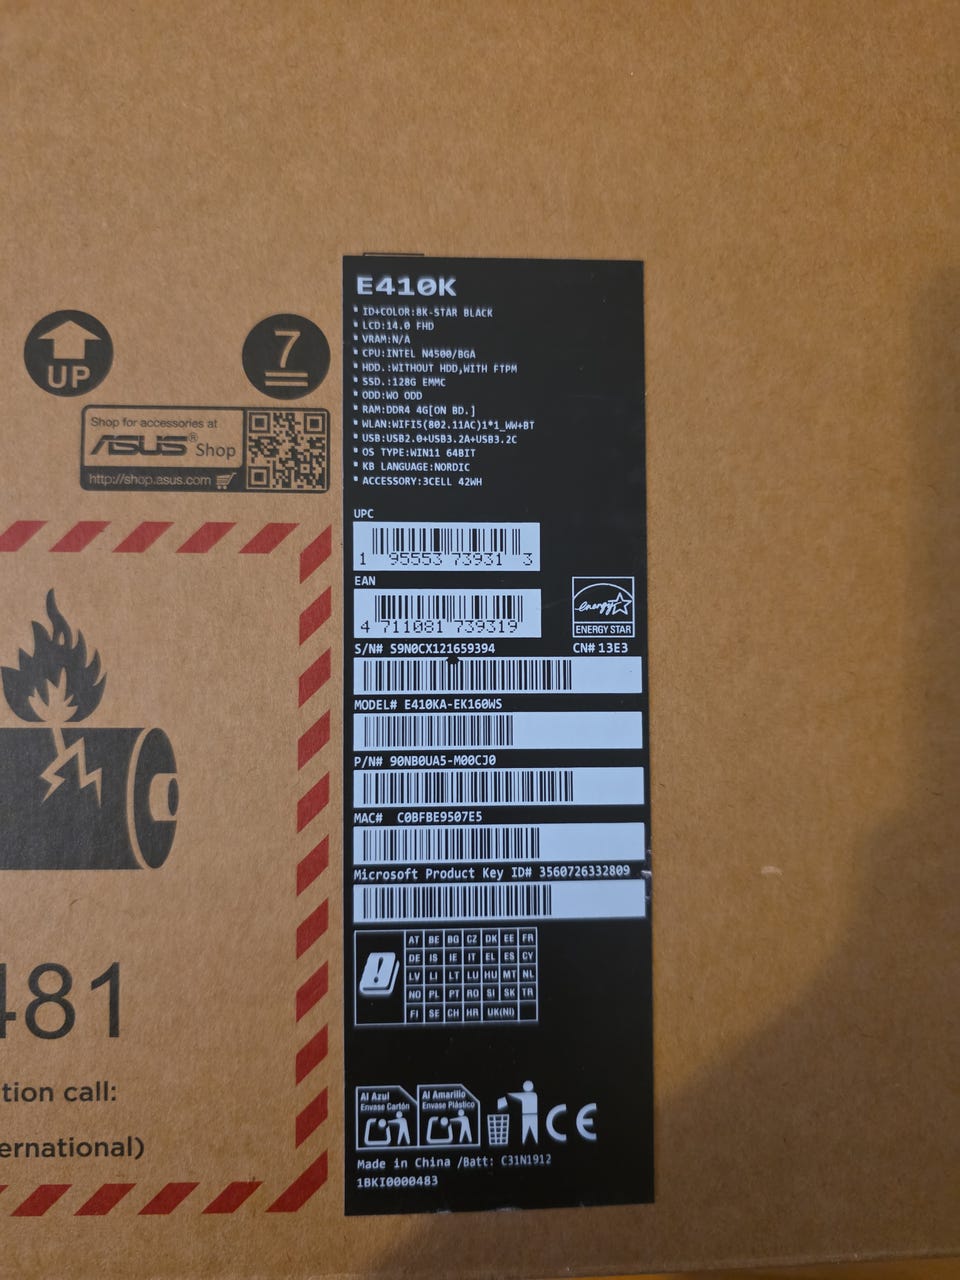 UP
7
Shop for accessories at
ASUS® Shop
http://shop.asus.com
481
tion call:
ernational)
E410K
ID+COLOR:8K-STAR BLACK
LCD:14.0 FHD
VRAM:N/A
CPU:INTEL N4500/BGA
HDD.:WITHOUT HDD,WITH FTPM
SSD.:128G EMMC
ODD:WO ODD
RAM:DDR4 4G[ON BD.]
WLAN:WIFI5(802.11AC)1*1_WW+BT
USB:USB2.0+USB3.2A+USB3.2C
OS TYPE:WIN11 64BIT
KB LANGUAGE:NORDIC
ACCESSORY:3CELL 42WH
UPC
1 95553 73931 3
EAN
4 711081 739319
energy
ENERGY STAR
S/N# S9N0CX121659394
CN# 13E3
MODEL# E410KA-EK160WS
P/N# 90NB0UA5-M00CJ0
MAC# C0BFBE9507E5
Microsoft Product Key ID# 3560726332809
AT BE BG CZ DK EE FR
DE IS IE IT EL ES CY
LV LI LT LU HU MT NL
NO PL PT RO SI SK TR
FI SE CH HR UK(NI)
Al Azul
Envase Cartón
Al Amarillo
Envase Plástico
CE
Made in China /Batt: C31N1912
1BKI0000483